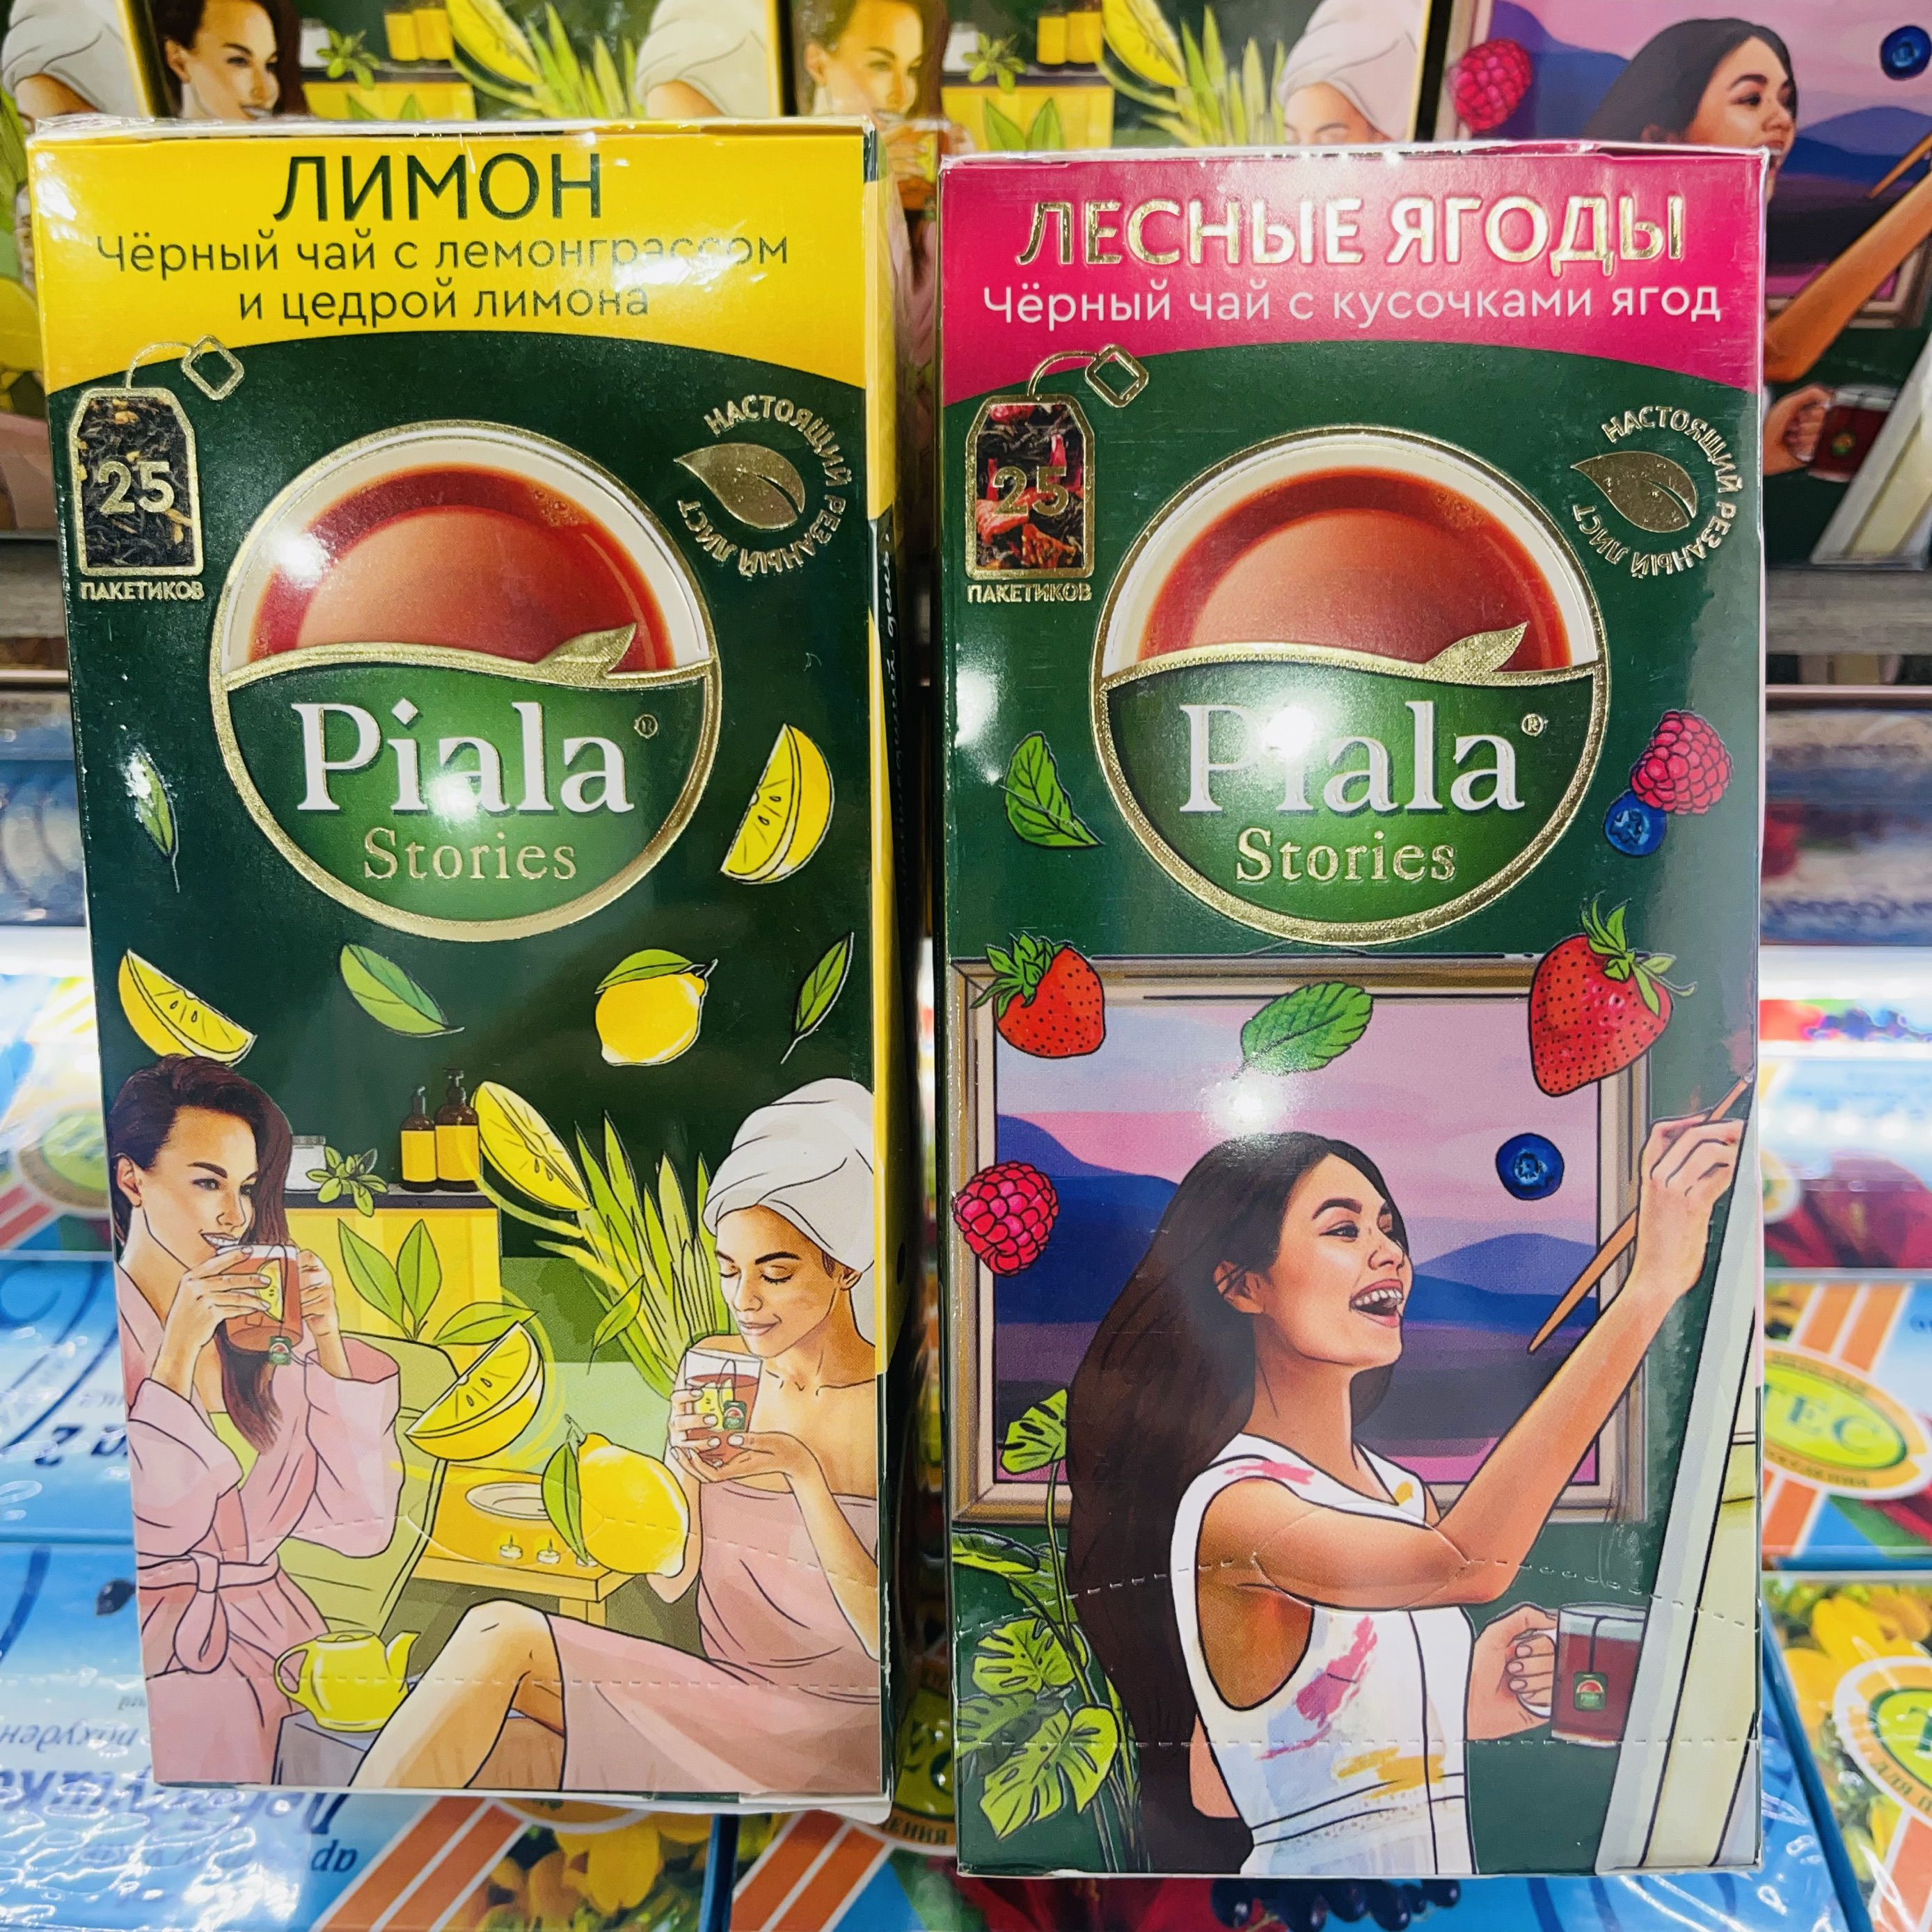 ЛИМОН
Чёрный чай с лемонграссом
и цедрой лимона
25
ПАКЕТИКОВ
НАСТОЯЩИЙ РЕЗАНЫЙ ЛИСТ
Piala®
Stories
ЛЕСНЫЕ ЯГОДЫ
Чёрный чай с кусочками ягод
25
ПАКЕТИКОВ
НАСТОЯЩИЙ РЕЗАНЫЙ ЛИСТ
Piala®
Stories